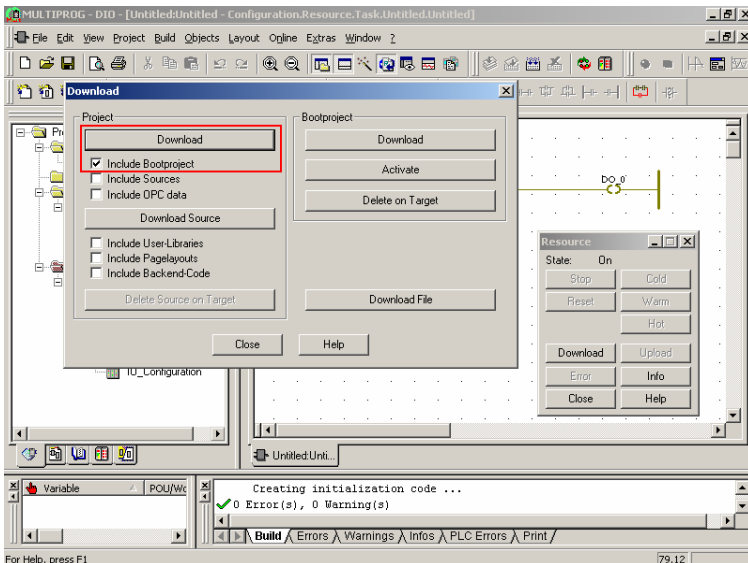 MULTIPROG - DIO - [Untitled:Untitled - Configuration.Resource.Task.Untitled.Untitled]
File Edit View Project Build Objects Layout Online Extras Window ?
Download
Project
Download
Include Bootproject
Include Sources
Include OPC data
Download Source
Include User-Libraries
Include Pagelayouts
Include Backend-Code
Delete Source on Target
Bootproject
Download
Activate
Delete on Target
Download File
Close Help
DO_0
Resource
State: On
Stop Cold
Reset Warm
Hot
Download Upload
Error Info
Close Help
IO_Configuration
Untitled:Unti...
Variable POU/Wo
Creating initialization code ...
0 Error(s), 0 Warning(s)
Build Errors Warnings Infos PLC Errors Print
For Help, press F1
79,12